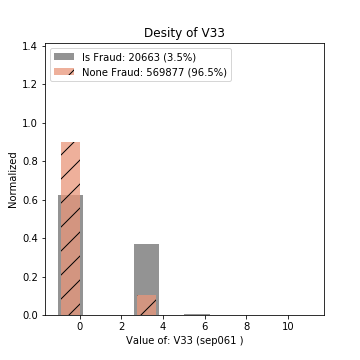 Desity of V33
Is Fraud: 20663 (3.5%)
None Fraud: 569877 (96.5%)
Normalized
1.4
1.2
1.0
0.8
0.6
0.4
0.2
0.0
0 2 4 6 8 10
Value of: V33 (sep061 )